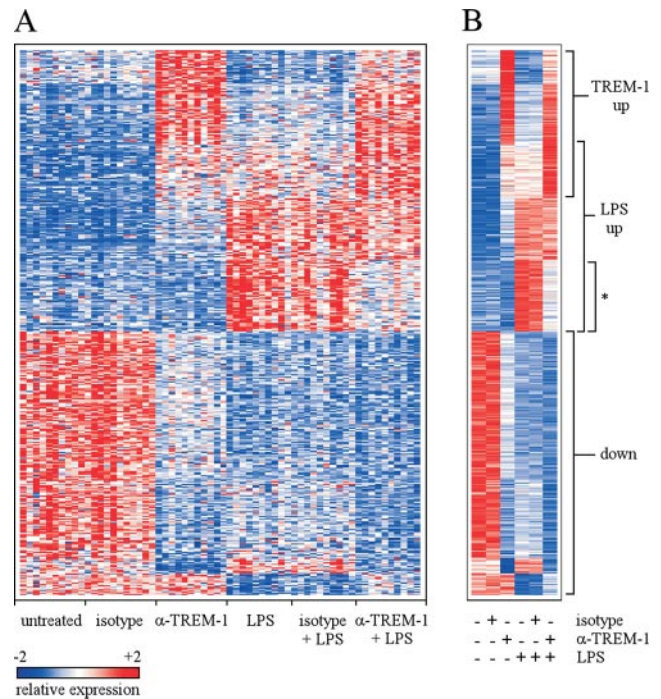 A
B
TREM-1
up
LPS
up
*
down
untreated
isotype
α-TREM-1
LPS
isotype
+ LPS
α-TREM-1
+ LPS
- + - - + - isotype
- - + - - + α-TREM-1
- - - + + + LPS
-2
+2
relative expression